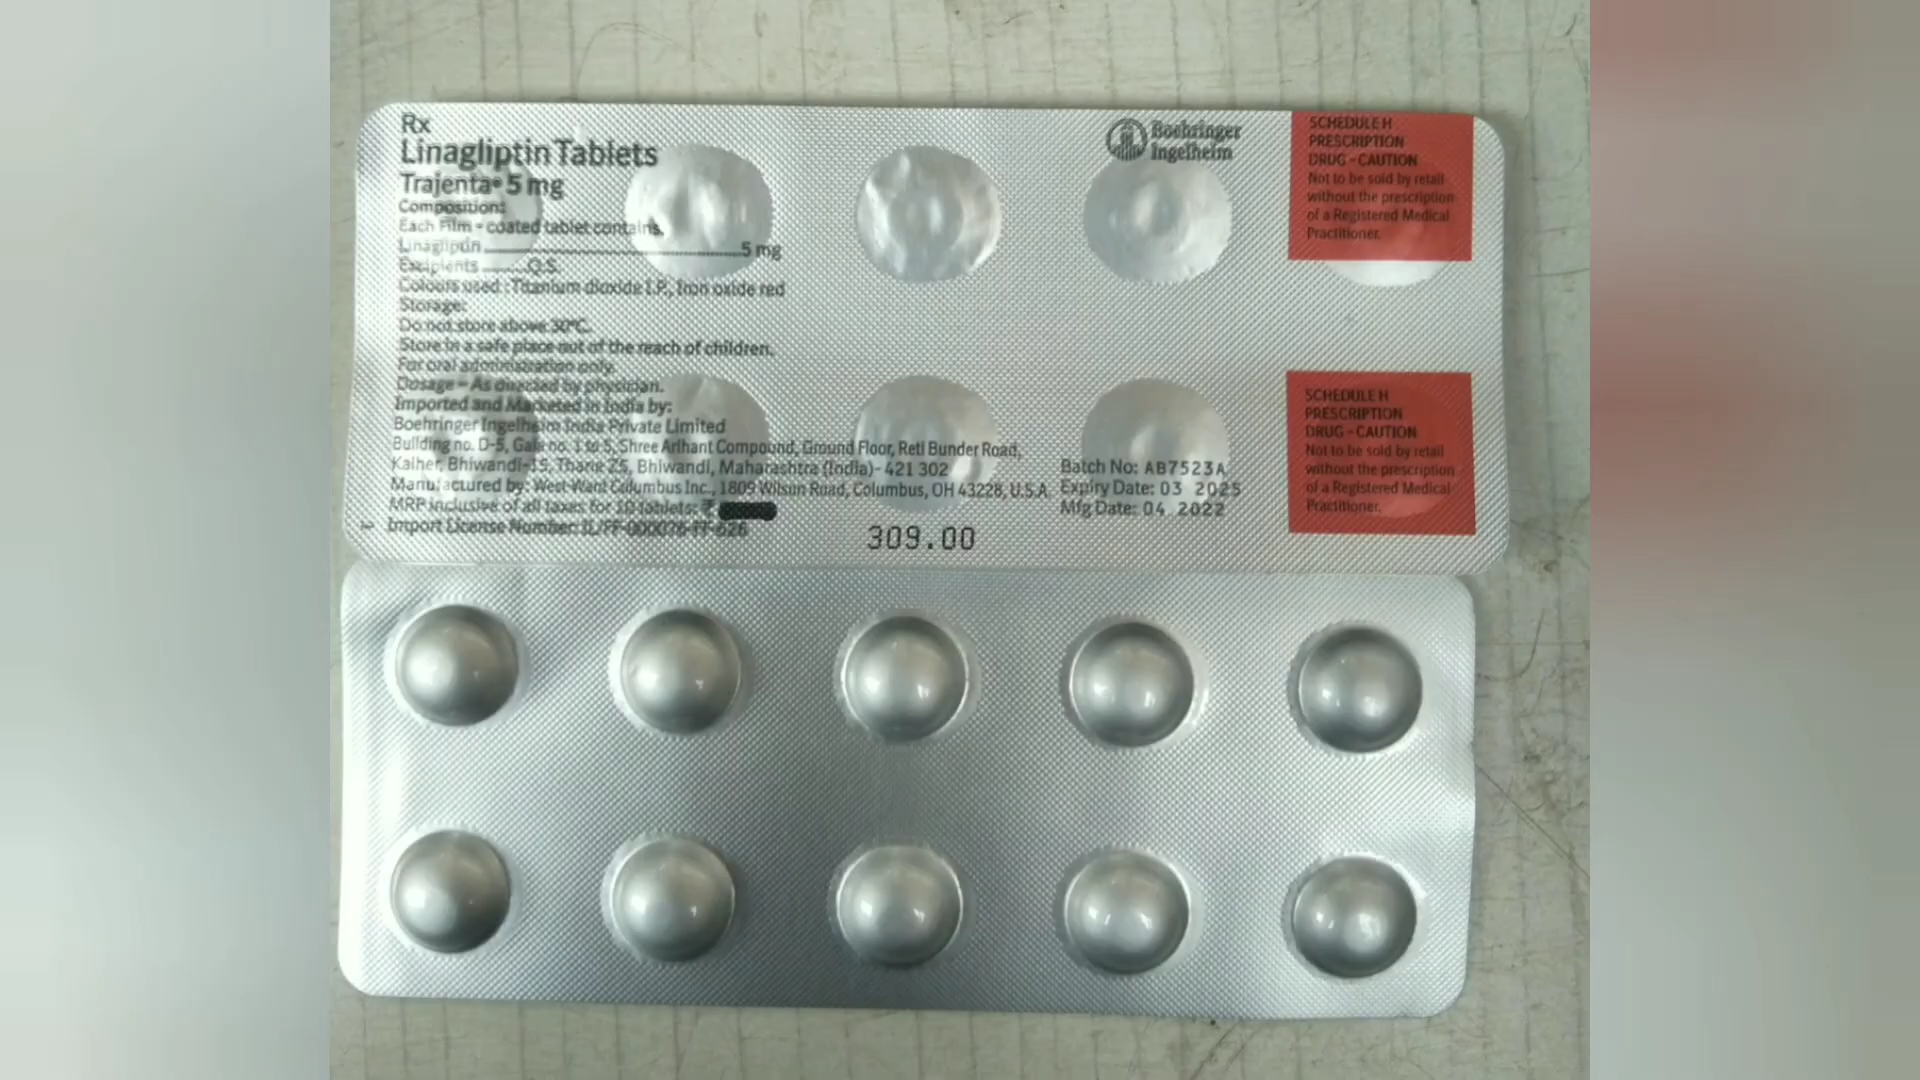 Rx
Linagliptin Tablets
Trajenta® 5 mg
Composition:
Each Film-coated tablet contains.
Linagliptin 5 mg
Excipients ........Q.S.
Colours used : Titanium dioxide I.P., Iron oxide red
Storage:
Do not store above 30°C.
Store in a safe place out of the reach of children.
For oral administration only.
Dosage - As directed by physician.
Imported and Marketed in India by:
Boehringer Ingelheim India Private Limited
Building no. D-5, Gala no. 1 to 5, Shree Arihant Compound, Ground Floor, Reti Bunder Road,
Kalher, Bhiwandi-15, Thane Z5, Bhiwandi, Maharashtra (India)- 421 302
Manufactured by: West-Ward Columbus Inc., 1809 Wilson Road, Columbus, OH 43228, U.S.A.
MRP inclusive of all taxes for 10 tablets: ₹
Import License Number: IL/FF-000076-FF-626
309.00
Batch No: AB7523A
Expiry Date: 03 2025
Mfg Date: 04 2022
Boehringer
Ingelheim
SCHEDULE H
PRESCRIPTION
DRUG - CAUTION
Not to be sold by retail
without the prescription
of a Registered Medical
Practitioner.
SCHEDULE H
PRESCRIPTION
DRUG - CAUTION
Not to be sold by retail
without the prescription
of a Registered Medical
Practitioner.